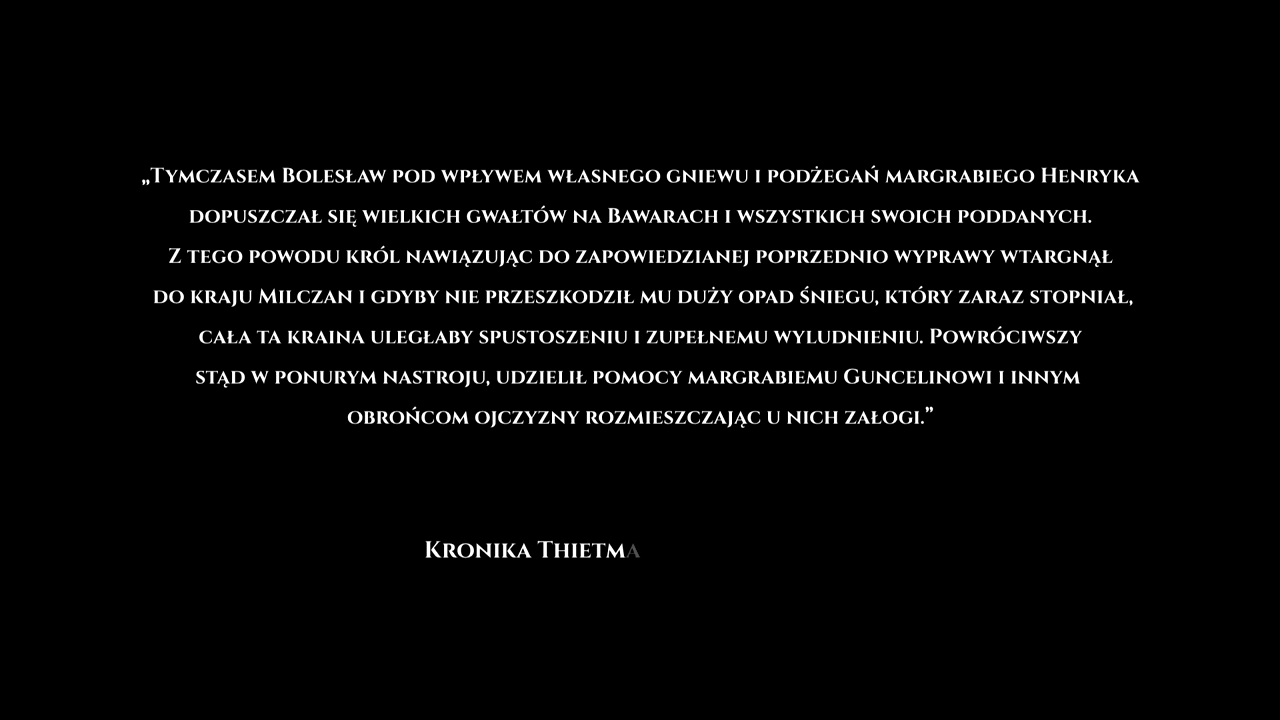 „Tymczasem Bolesław pod wpływem własnego gniewu i podżegań margrabiego Henryka
dopuszczał się wielkich gwałtów na Bawarach i wszystkich swoich poddanych.
Z tego powodu król nawiązując do zapowiedzianej poprzednio wyprawy wtargnął
do kraju Milczan i gdyby nie przeszkodził mu duży opad śniegu, który zaraz stopniał,
cała ta kraina uległaby spustoszeniu i zupełnemu wyludnieniu. Powróciwszy
stąd w ponurym nastroju, udzielił pomocy margrabiemu Guncelinowi i innym
obrońcom ojczyzny rozmieszczając u nich załogi.”
Kronika Thietma